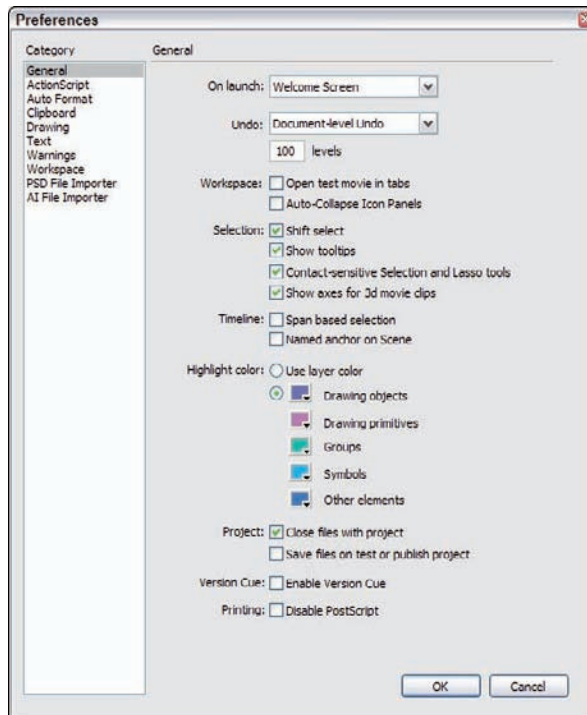 Preferences
Category
General
ActionScript
Auto Format
Clipboard
Drawing
Text
Warnings
Workspace
PSD File Importer
AI File Importer
General
On launch: Welcome Screen
Undo: Document-level Undo
100 levels
Workspace: Open test movie in tabs
Auto-Collapse Icon Panels
Selection: Shift select
Show tooltips
Contact-sensitive Selection and Lasso tools
Show axes for 3d movie clips
Timeline: Span based selection
Named anchor on Scene
Highlight color: Use layer color
Drawing objects
Drawing primitives
Groups
Symbols
Other elements
Project: Close files with project
Save files on test or publish project
Version Cue: Enable Version Cue
Printing: Disable PostScript
OK Cancel